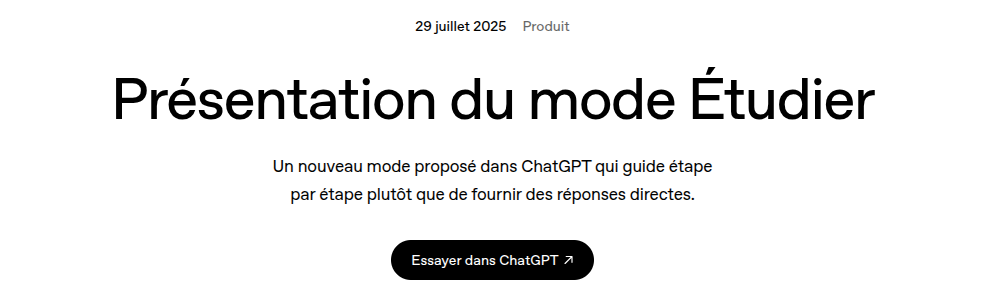 29 juillet 2025 Produit
Présentation du mode Étudier
Un nouveau mode proposé dans ChatGPT qui guide étape
par étape plutôt que de fournir des réponses directes.
Essayer dans ChatGPT ↗